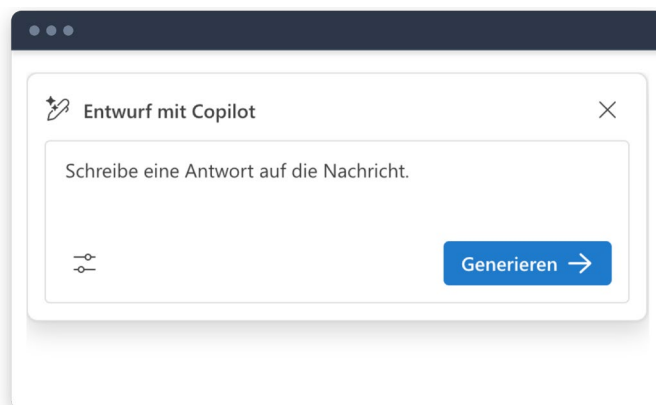 Entwurf mit Copilot
Schreibe eine Antwort auf die Nachricht.
Generieren